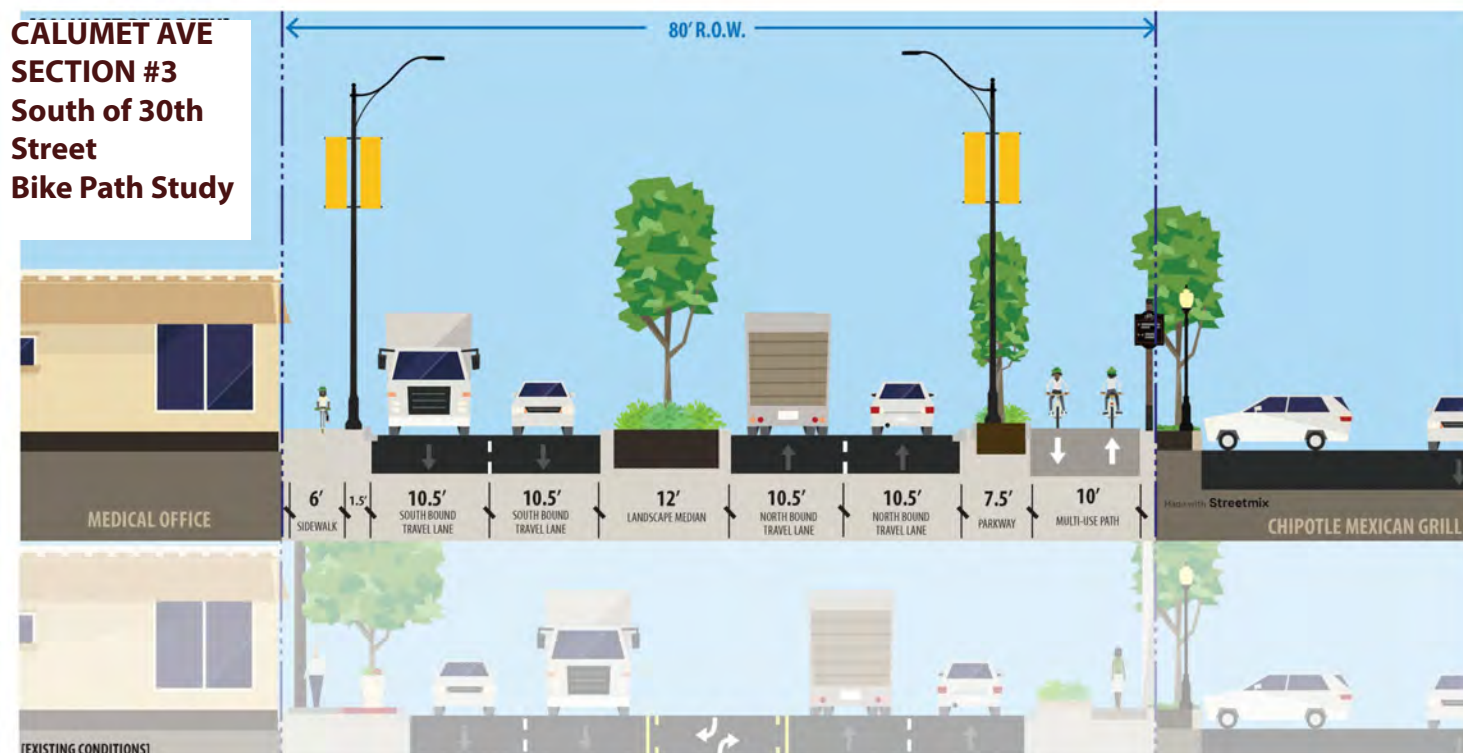 CALUMET AVE
SECTION #3
South of 30th
Street
Bike Path Study
80' R.O.W.
MEDICAL OFFICE
6'
SIDEWALK
1.5'
10.5'
SOUTH BOUND
TRAVEL LANE
10.5'
SOUTH BOUND
TRAVEL LANE
12'
LANDSCAPE MEDIAN
10.5'
NORTH BOUND
TRAVEL LANE
10.5'
NORTH BOUND
TRAVEL LANE
7.5'
PARKWAY
10'
MULTI-USE PATH
Made with Streetmix
CHIPOTLE MEXICAN GRILL
[EXISTING CONDITIONS]